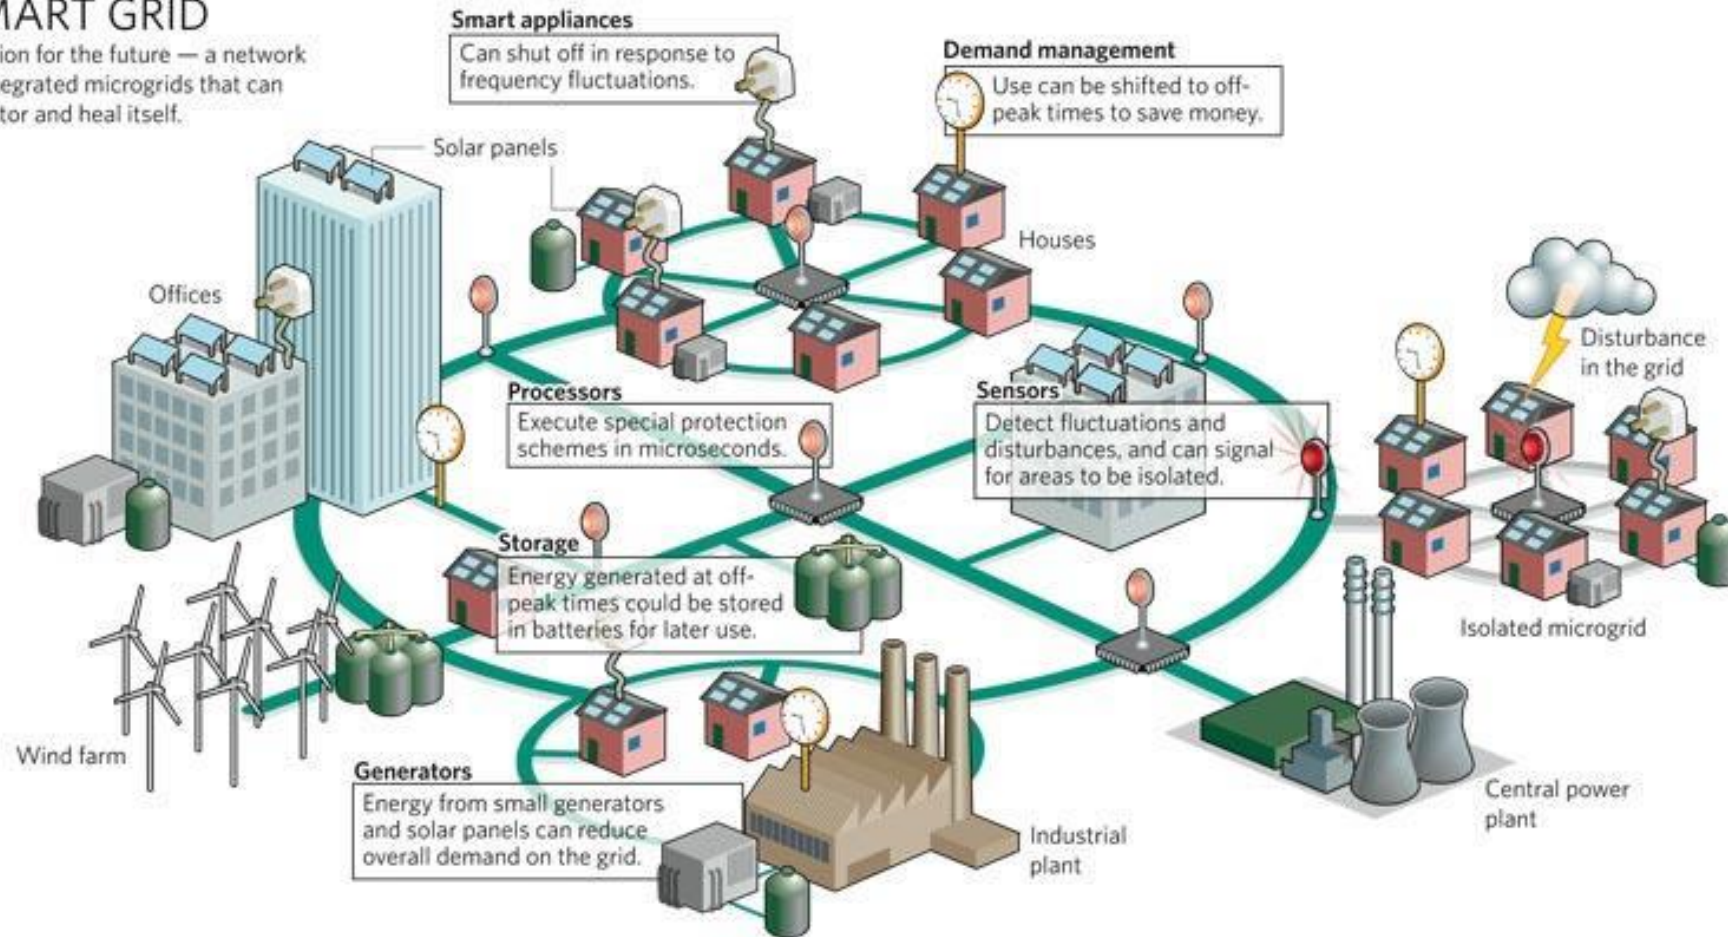 MART GRID
ion for the future — a network
egrated microgrids that can
tor and heal itself.
Smart appliances
Can shut off in response to
frequency fluctuations.
Demand management
Use can be shifted to off-
peak times to save money.
Solar panels
Houses
Offices
Disturbance
in the grid
Processors
Execute special protection
schemes in microseconds.
Sensors
Detect fluctuations and
disturbances, and can signal
for areas to be isolated.
Storage
Energy generated at off-
peak times could be stored
in batteries for later use.
Isolated microgrid
Wind farm
Generators
Energy from small generators
and solar panels can reduce
overall demand on the grid.
Industrial
plant
Central power
plant